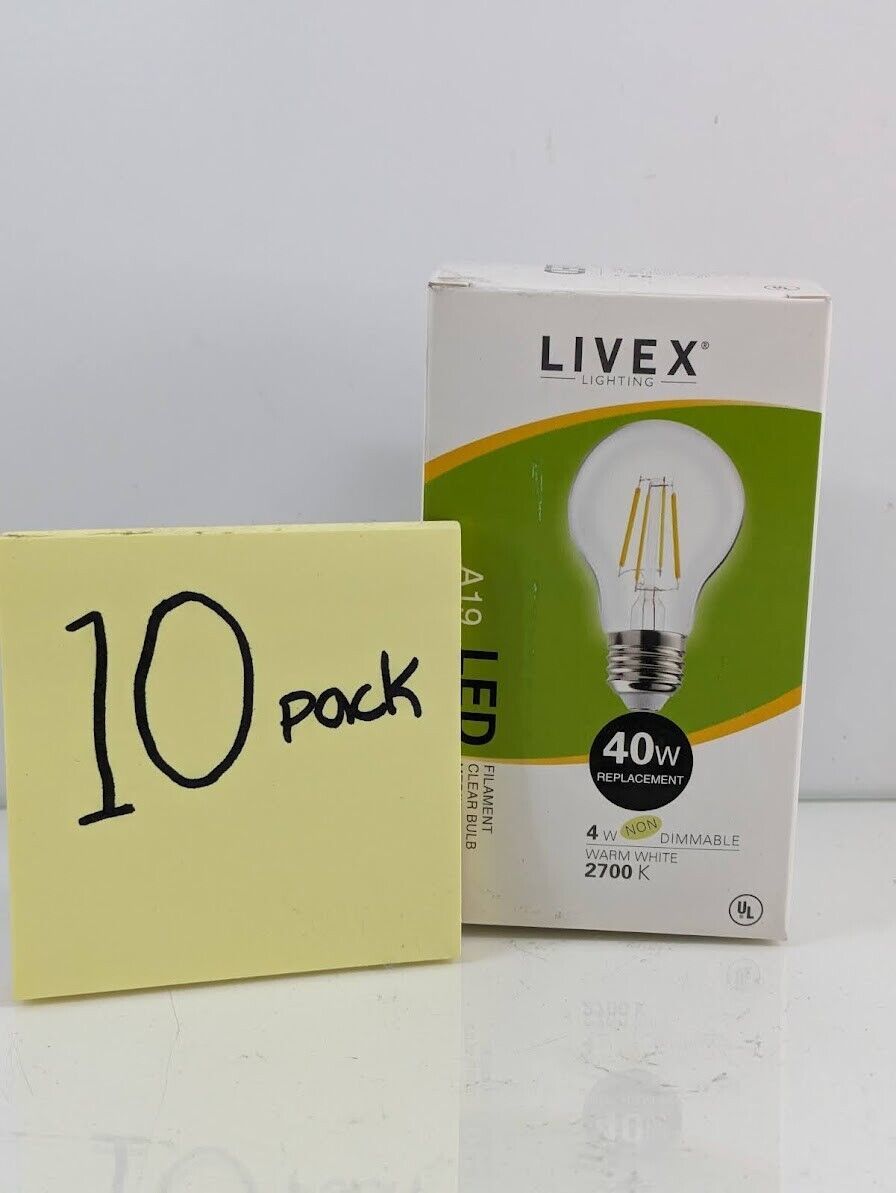 10 pack
LIVEX®
LIGHTING
A19 LED
FILAMENT
CLEAR BULB
40W
REPLACEMENT
4 W NON DIMMABLE
WARM WHITE
2700 K
UL